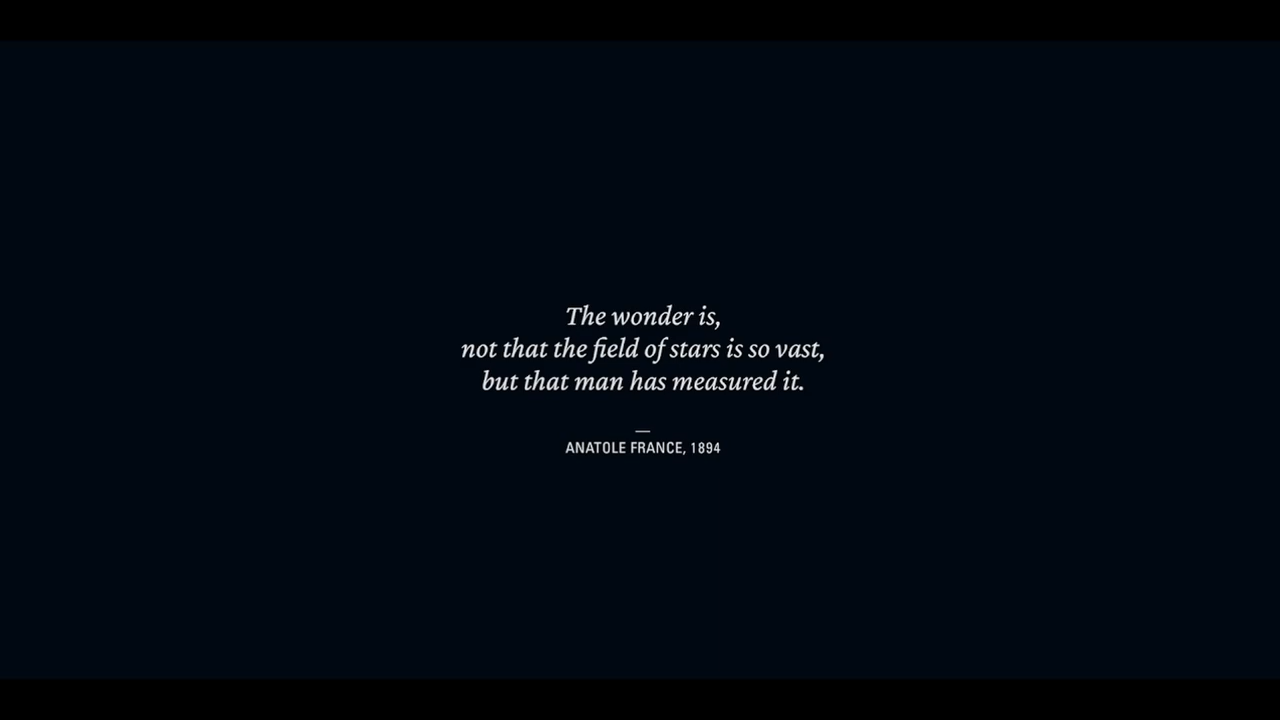 The wonder is,
not that the field of stars is so vast,
but that man has measured it.
—
ANATOLE FRANCE, 1894